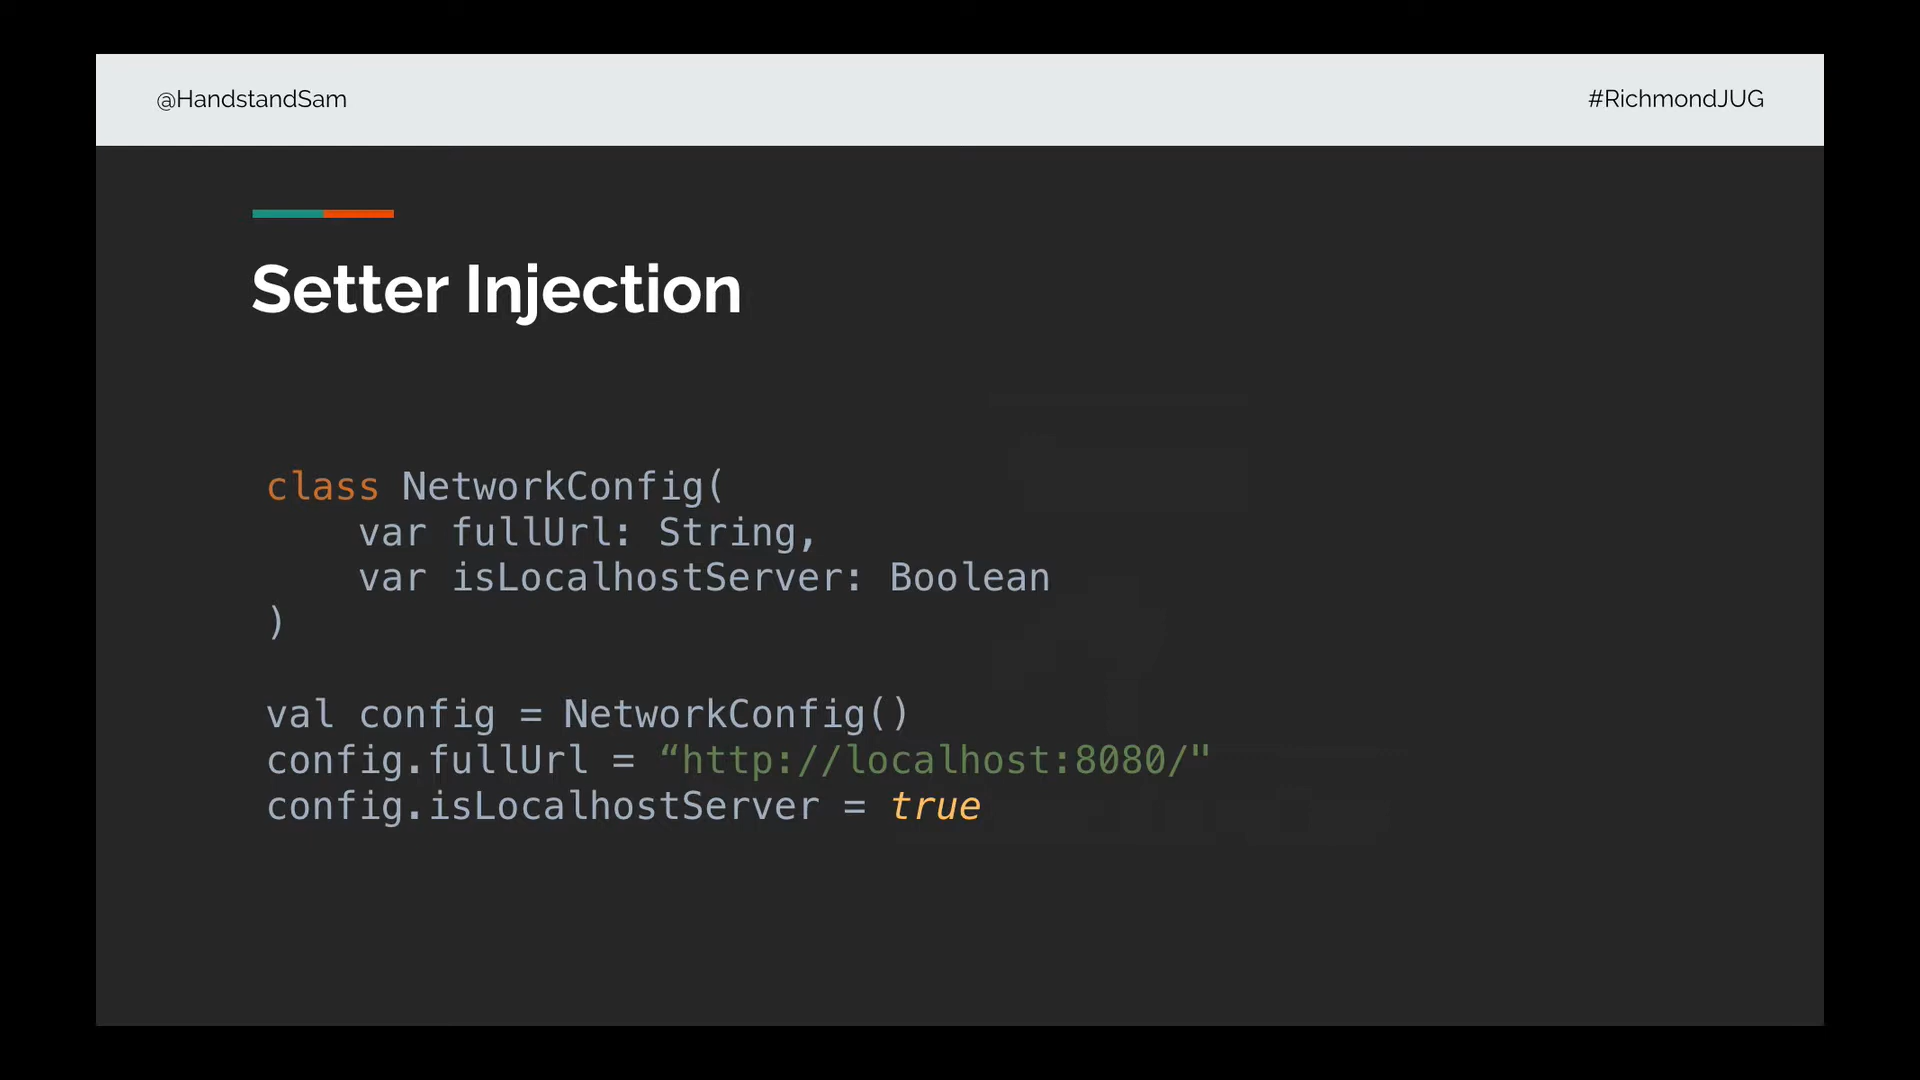 @HandstandSam
#RichmondJUG
Setter Injection
class NetworkConfig(
    var fullUrl: String,
    var isLocalhostServer: Boolean
)
val config = NetworkConfig()
config.fullUrl = “http://localhost:8080/"
config.isLocalhostServer = true